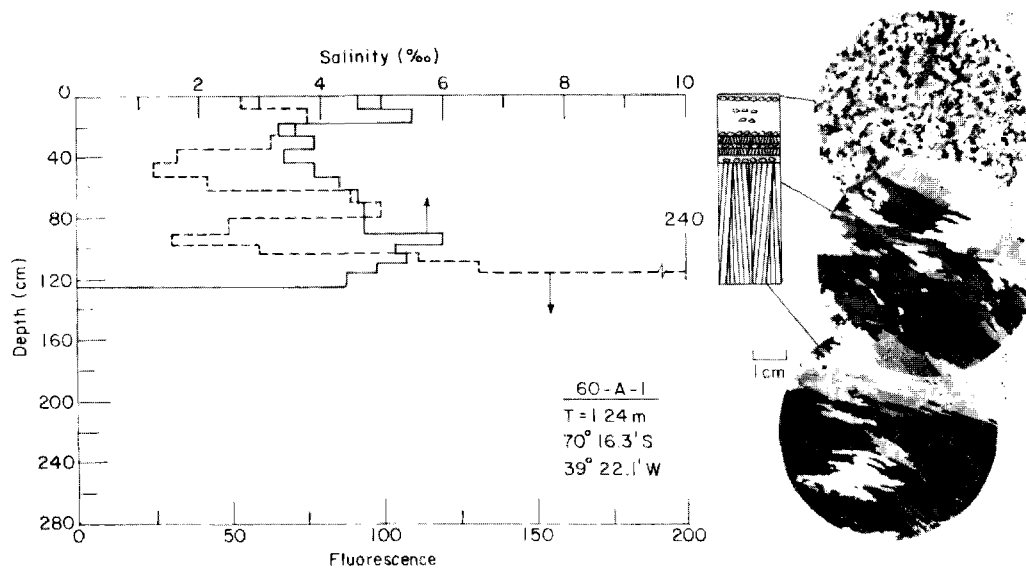 Salinity (‰)
2 4 6 8 10
0
40
80
120
160
200
240
280
Depth (cm)
240
60-A-1
T = 1.24 m
70° 16.3' S
39° 22.1' W
1 cm
0 50 100 150 200
Fluorescence